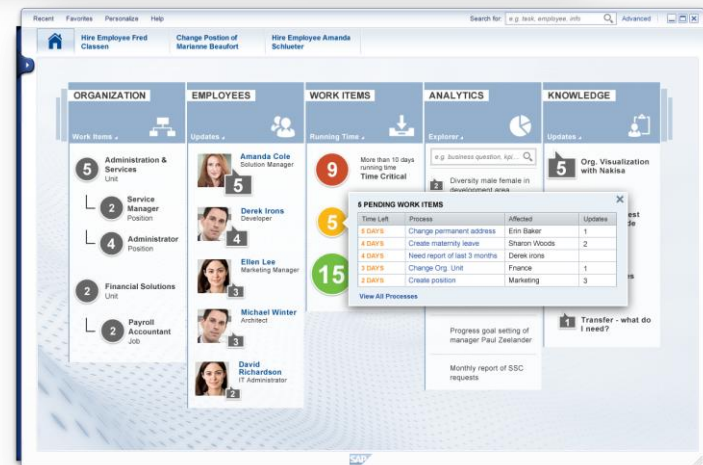 Recent Favorites Personalize Help
Search for: e.g. task, employee, info Advanced
Hire Employee Fred
Classen
Change Postion of
Marianne Beaufort
Hire Employee Amanda
Schlueter
ORGANIZATION
Work Items
5 Administration &
Services
Unit
2 Service
Manager
Position
4 Administrator
Position
2 Financial Solutions
Unit
2 Payroll
Accountant
Job
EMPLOYEES
Updates
Amanda Cole
Solution Manager
5
Derek Irons
Developer
4
Ellen Lee
Marketing Manager
3
Michael Winter
Architect
3
David
Richardson
IT Administrator
2
WORK ITEMS
Running Time
9 More than 10 days
running time
Time Critical
5
15
ANALYTICS
Explorer
e.g. business question, kpi,...
2 Diversity male female in
development area
Progress goal setting of
manager Paul Zeelander
Monthly report of SSC
requests
KNOWLEDGE
Updates
5 Org. Visualization
with Nakisa
1 Transfer - what do
I need?
5 PENDING WORK ITEMS
Time Left Process Affected Updates
Change permanent address Erin Baker 1
4 DAYS Create maternity leave Sharon Woods 2
4 DAYS Need report of last 3 months Derek irons
3 DAYS Change Org. Unit Fnance 1
2 DAYS Create position Marketing 3
View All Processes
SAP